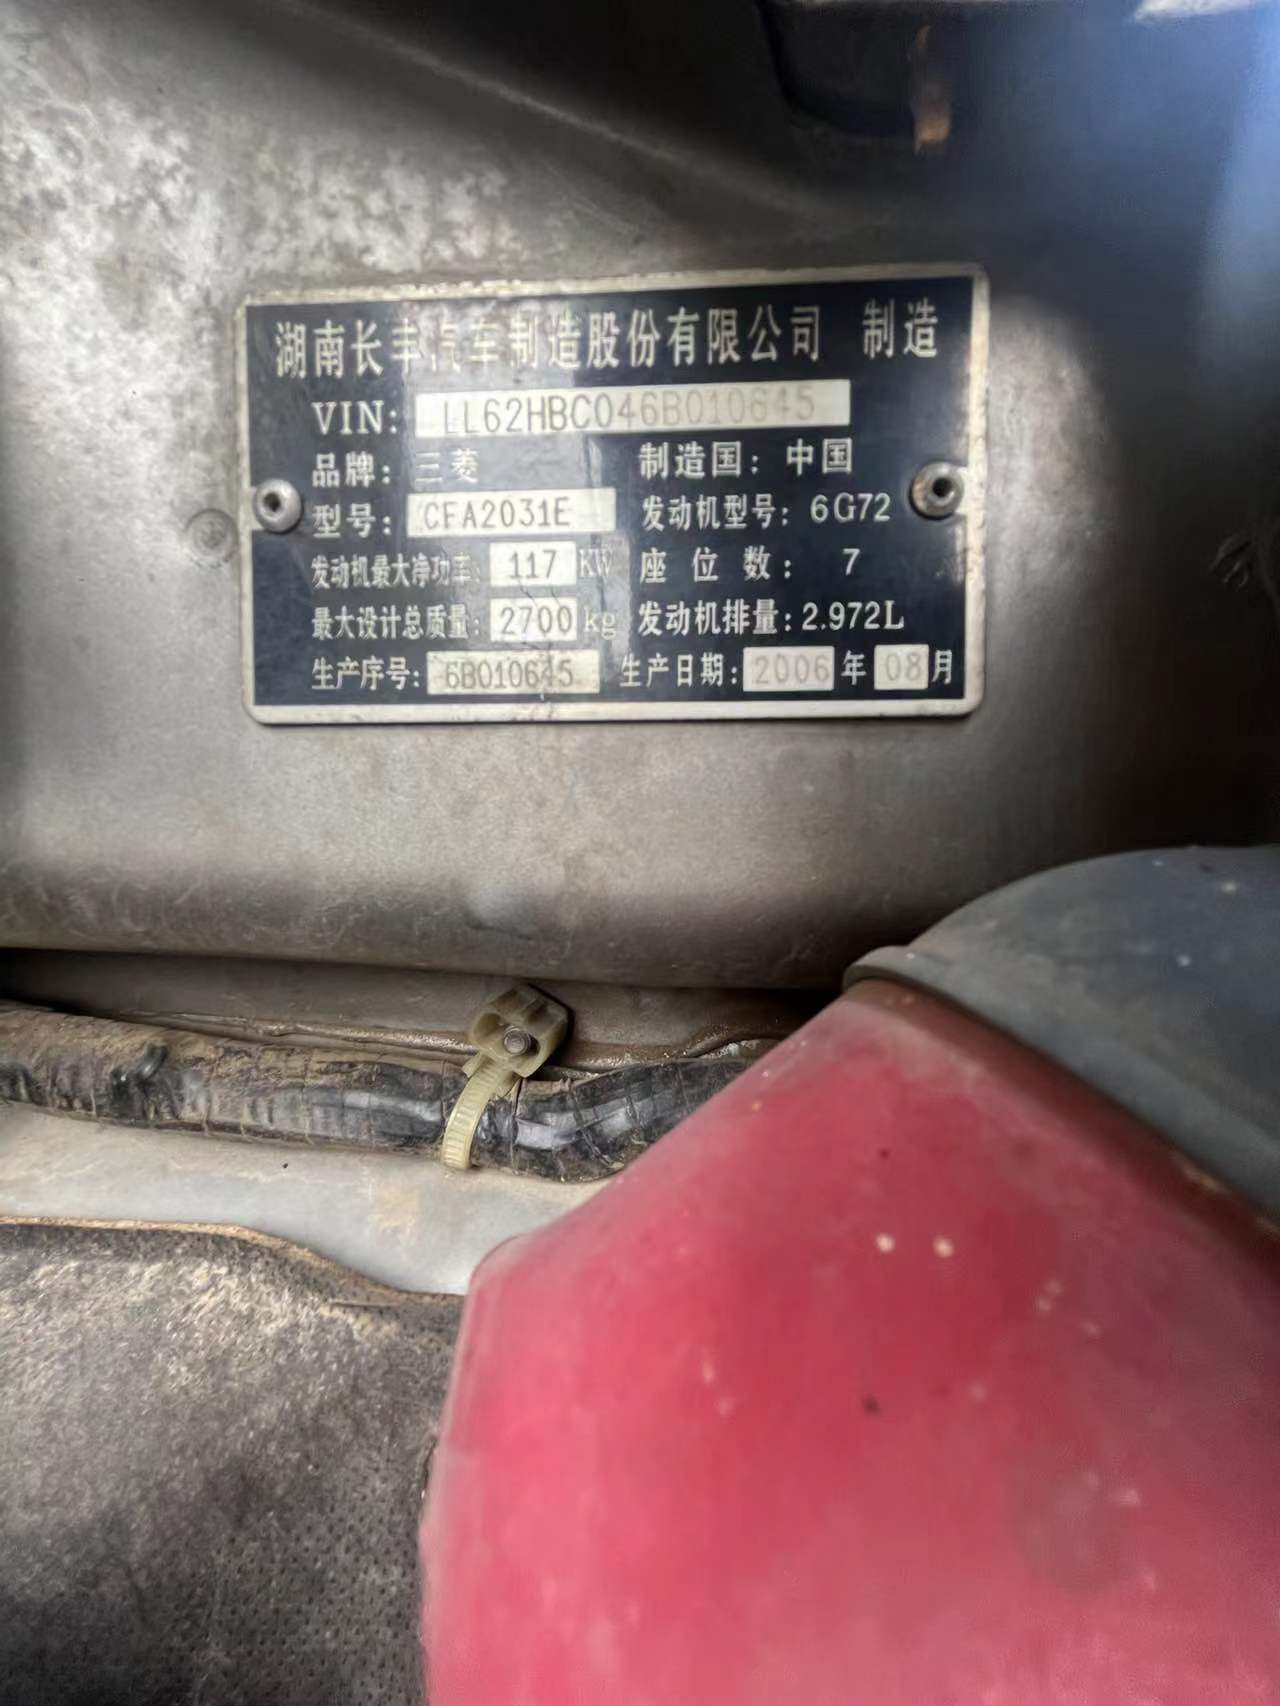 湖南长丰汽车制造股份有限公司 制造
VIN: LL62HBC046B010645
品牌: 三菱 制造国: 中国
型号: CFA2031E 发动机型号: 6G72
发动机最大净功率: 117 KW 座位数: 7
最大设计总质量: 2700 kg 发动机排量: 2.972L
生产序号: 6B010645 生产日期: 2006 年 08 月